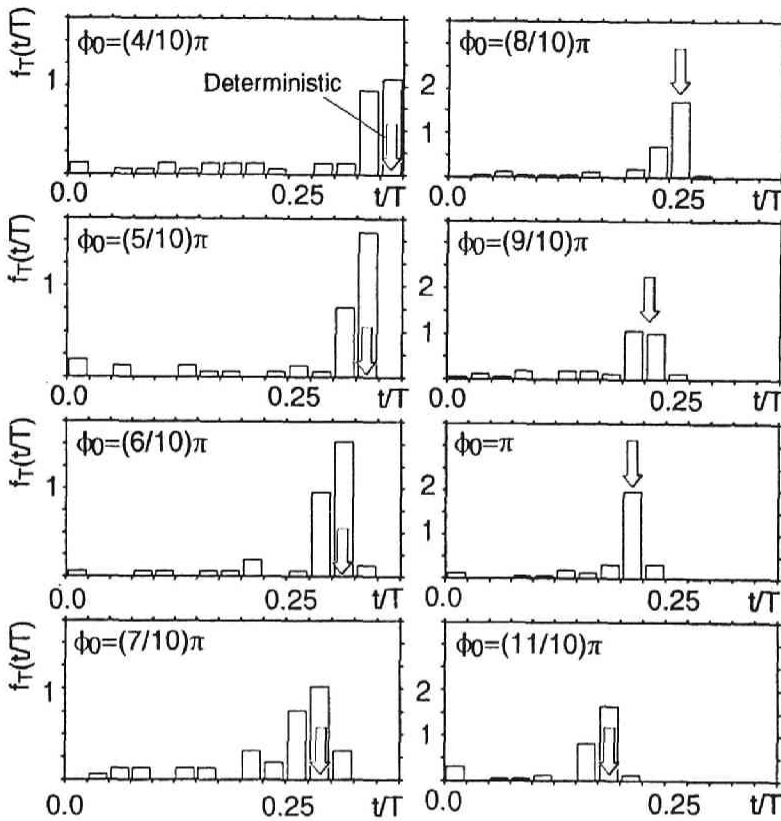 f_T(t/T)
1
ϕ0=(4/10)π
Deterministic
0.0
0.25
t/T
2
1
ϕ0=(8/10)π
0.0
0.25
t/T
f_T(t/T)
1
ϕ0=(5/10)π
0.0
0.25
t/T
2
1
ϕ0=(9/10)π
0.0
0.25
t/T
f_T(t/T)
1
ϕ0=(6/10)π
0.0
0.25
t/T
2
1
ϕ0=π
0.0
0.25
t/T
f_T(t/T)
1
ϕ0=(7/10)π
0.0
0.25
t/T
2
1
ϕ0=(11/10)π
0.0
0.25
t/T